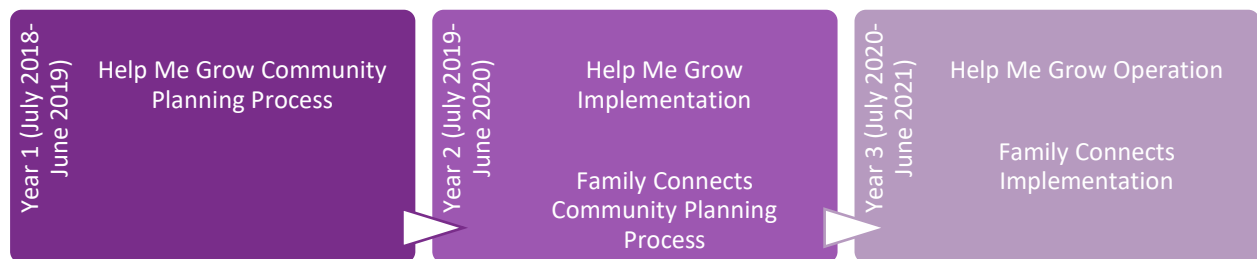 Year 1 (July 2018-
June 2019)
Help Me Grow Community
Planning Process
Year 2 (July 2019-
June 2020)
Help Me Grow
Implementation
Family Connects
Community Planning
Process
Year 3 (July 2020-
June 2021)
Help Me Grow Operation
Family Connects
Implementation